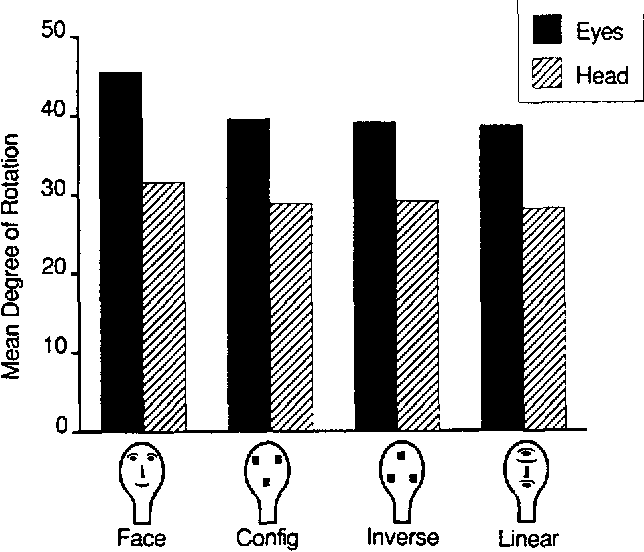 Eyes
Head
Mean Degree of Rotation
50
40
30
20
10
0
Face
Config
Inverse
Linear